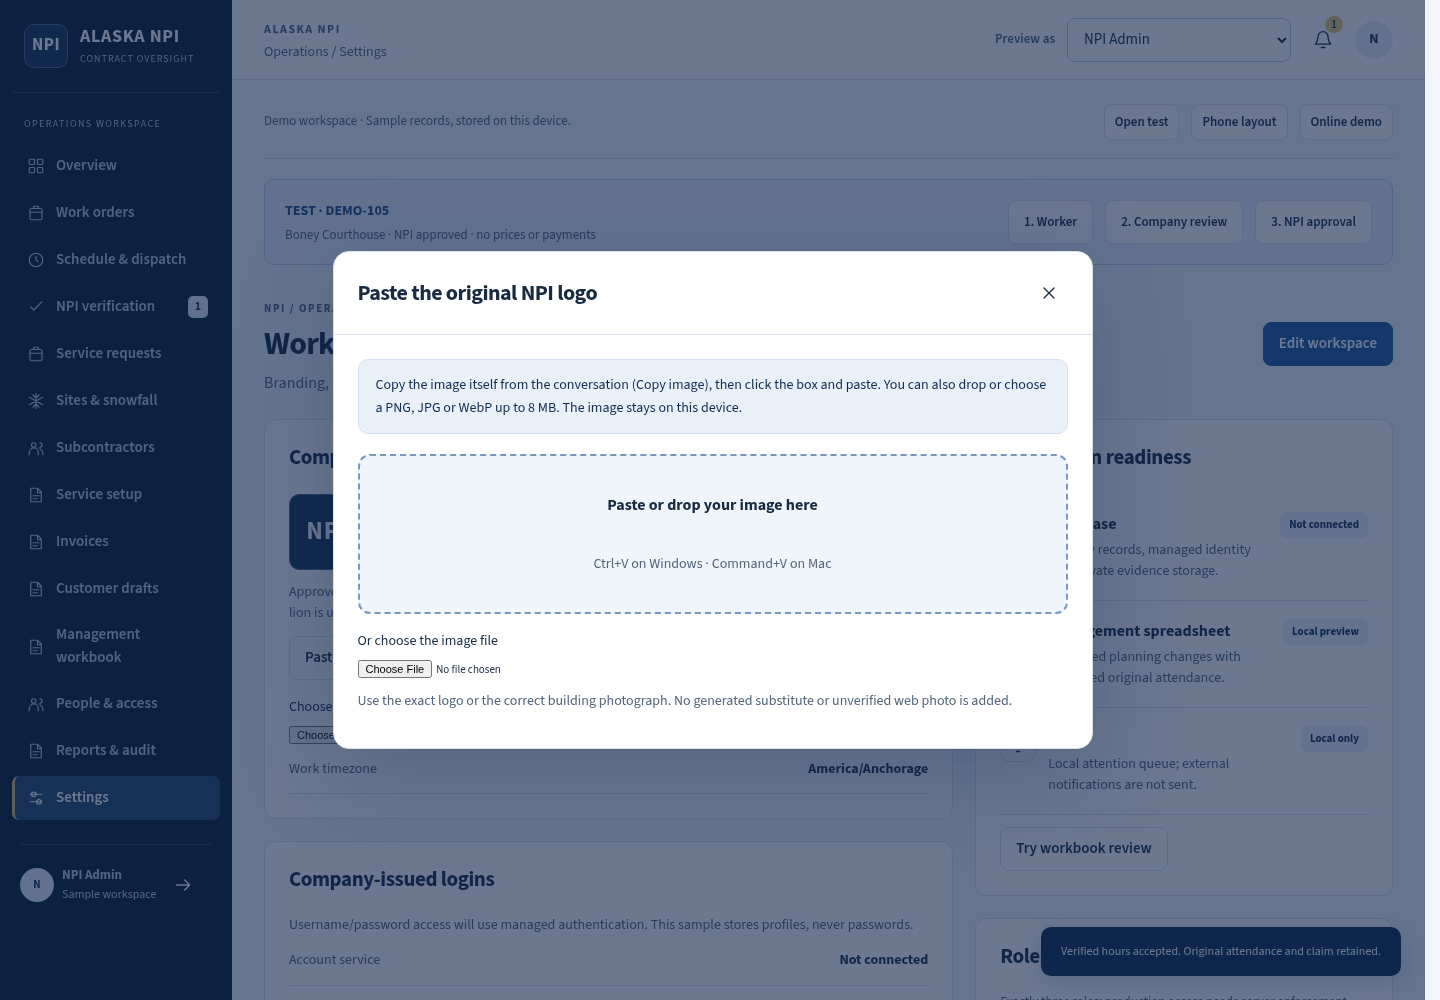 NPI
ALASKA NPI
CONTRACT OVERSIGHT
OPERATIONS WORKSPACE
Overview
Work orders
Schedule & dispatch
NPI verification
1
Service requests
Sites & snowfall
Subcontractors
Service setup
Invoices
Customer drafts
Management
workbook
People & access
Reports & audit
Settings
N
NPI Admin
Sample workspace
ALASKA NPI
Operations / Settings
Preview as
NPI Admin
1
N
Demo workspace · Sample records, stored on this device.
Open test
Phone layout
Online demo
TEST · DEMO-105
Boney Courthouse · NPI approved · no prices or payments
1. Worker
2. Company review
3. NPI approval
NPI / OPER
Work
Branding,
Edit workspace
Paste the original NPI logo
Copy the image itself from the conversation (Copy image), then click the box and paste. You can also drop or choose
a PNG, JPG or WebP up to 8 MB. The image stays on this device.
Paste or drop your image here
Ctrl+V on Windows · Command+V on Mac
Or choose the image file
Choose File No file chosen
Use the exact logo or the correct building photograph. No generated substitute or unverified web photo is added.
Work timezone
America/Anchorage
Company-issued logins
Username/password access will use managed authentication. This sample stores profiles, never passwords.
Account service
Not connected
readiness
Not connected
records, managed identity
evidence storage.
spreadsheet
Local preview
planning changes with
original attendance.
Local only
Local attention queue; external
notifications are not sent.
Try workbook review
Role
Verified hours accepted. Original attendance and claim retained.